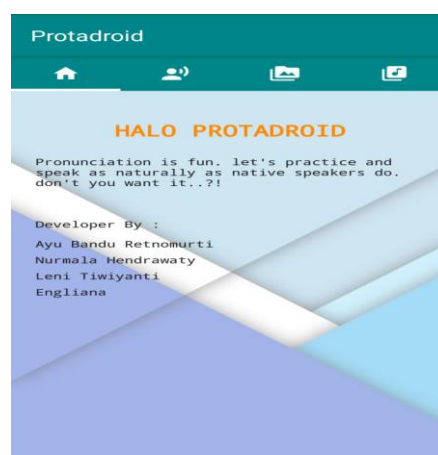 Protadroid
HALO PROTADROID
Pronunciation is fun. let's practice and
speak as naturally as native speakers do.
don't you want it..?!
Developer By :
Ayu Bandu Retnomurti
Nurmala Hendrawaty
Leni Tiwiyanti
Engliana